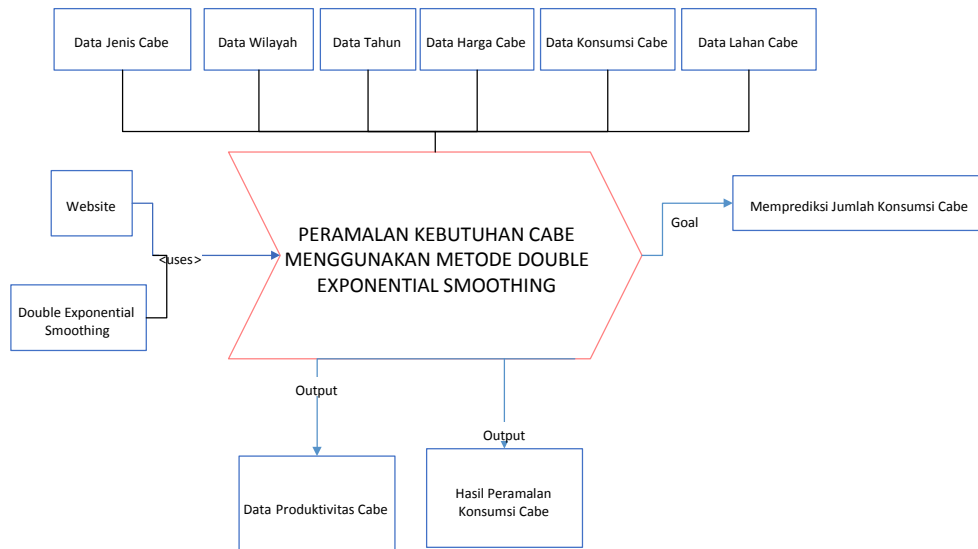 Data Jenis Cabe
Data Wilayah
Data Tahun
Data Harga Cabe
Data Konsumsi Cabe
Data Lahan Cabe
Website
<uses>
Double Exponential
Smoothing
PERAMALAN KEBUTUHAN CABE
MENGGUNAKAN METODE DOUBLE
EXPONENTIAL SMOOTHING
Goal
Memprediksi Jumlah Konsumsi Cabe
Output
Output
Data Produktivitas Cabe
Hasil Peramalan
Konsumsi Cabe